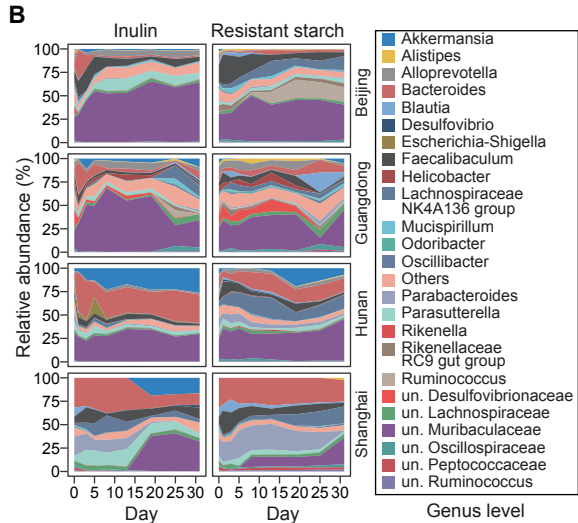 B
Inulin
Resistant starch
100
75
50
25
0
Beijing
100
75
50
25
0
Guangdong
100
75
50
25
0
Hunan
100
75
50
25
0
Shanghai
Relative abundance (%)
0 5 10 15 20 25 30
0 5 10 15 20 25 30
Day
Day
Akkermansia
Alistipes
Alloprevotella
Bacteroides
Blautia
Desulfovibrio
Escherichia-Shigella
Faecalibaculum
Helicobacter
Lachnospiraceae
NK4A136 group
Mucispirillum
Odoribacter
Oscillibacter
Others
Parabacteroides
Parasutterella
Rikenella
Rikenellaceae
RC9 gut group
Ruminococcus
un. Desulfovibrionaceae
un. Lachnospiraceae
un. Muribaculaceae
un. Oscillospiraceae
un. Peptococcaceae
un. Ruminococcus
Genus level